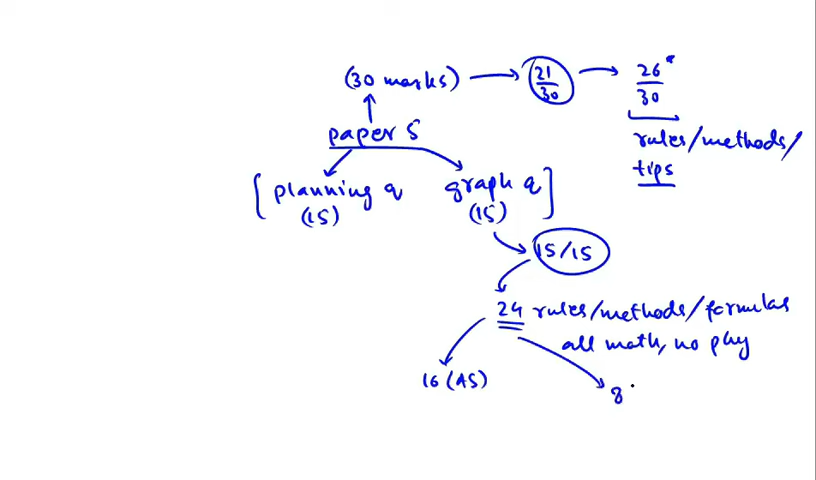 (30 marks) → 21/30 → 26*/30
rules/methods/
tips
paper 5
[planning q graph q]
(15) (15)
15/15
24 rules/methods/formulas
all math, no phy
16 (AS)
8